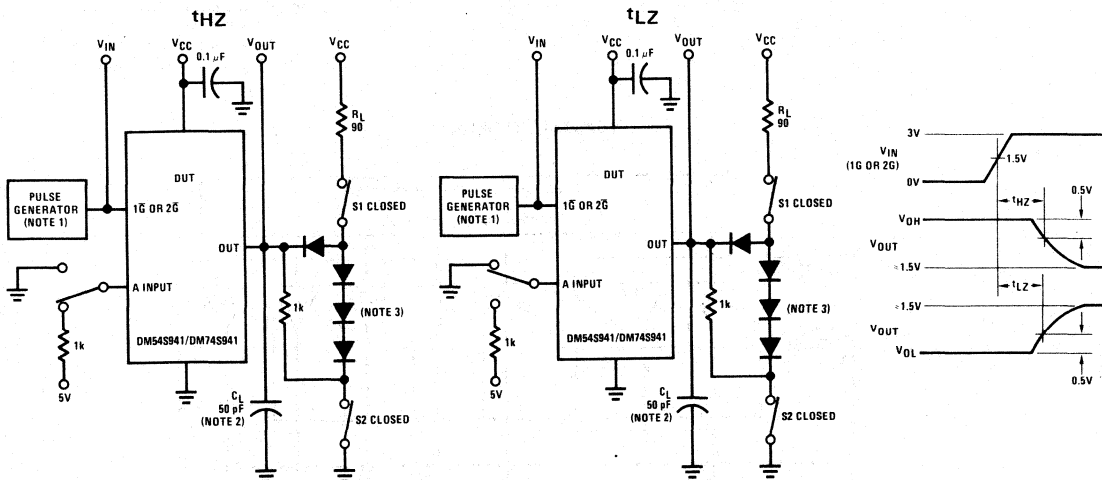 tHZ
VIN
VCC
0.1 µF
VOUT
VCC
RL
90
DUT
PULSE
GENERATOR
(NOTE 1)
1G̅ OR 2G̅
S1 CLOSED
OUT
A INPUT
1k
(NOTE 3)
1k
DM54S941/DM74S941
5V
CL
50 pF
(NOTE 2)
S2 CLOSED
tLZ
VIN
VCC
0.1 µF
VOUT
VCC
RL
90
DUT
PULSE
GENERATOR
(NOTE 1)
1G̅ OR 2G̅
S1 CLOSED
OUT
A INPUT
1k
(NOTE 3)
1k
DM54S941/DM74S941
5V
CL
50 pF
(NOTE 2)
S2 CLOSED
3V
VIN
(1G OR 2G)
1.5V
0V
tHZ
0.5V
VOH
VOUT
≈1.5V
tLZ
≈1.5V
VOUT
VOL
0.5V